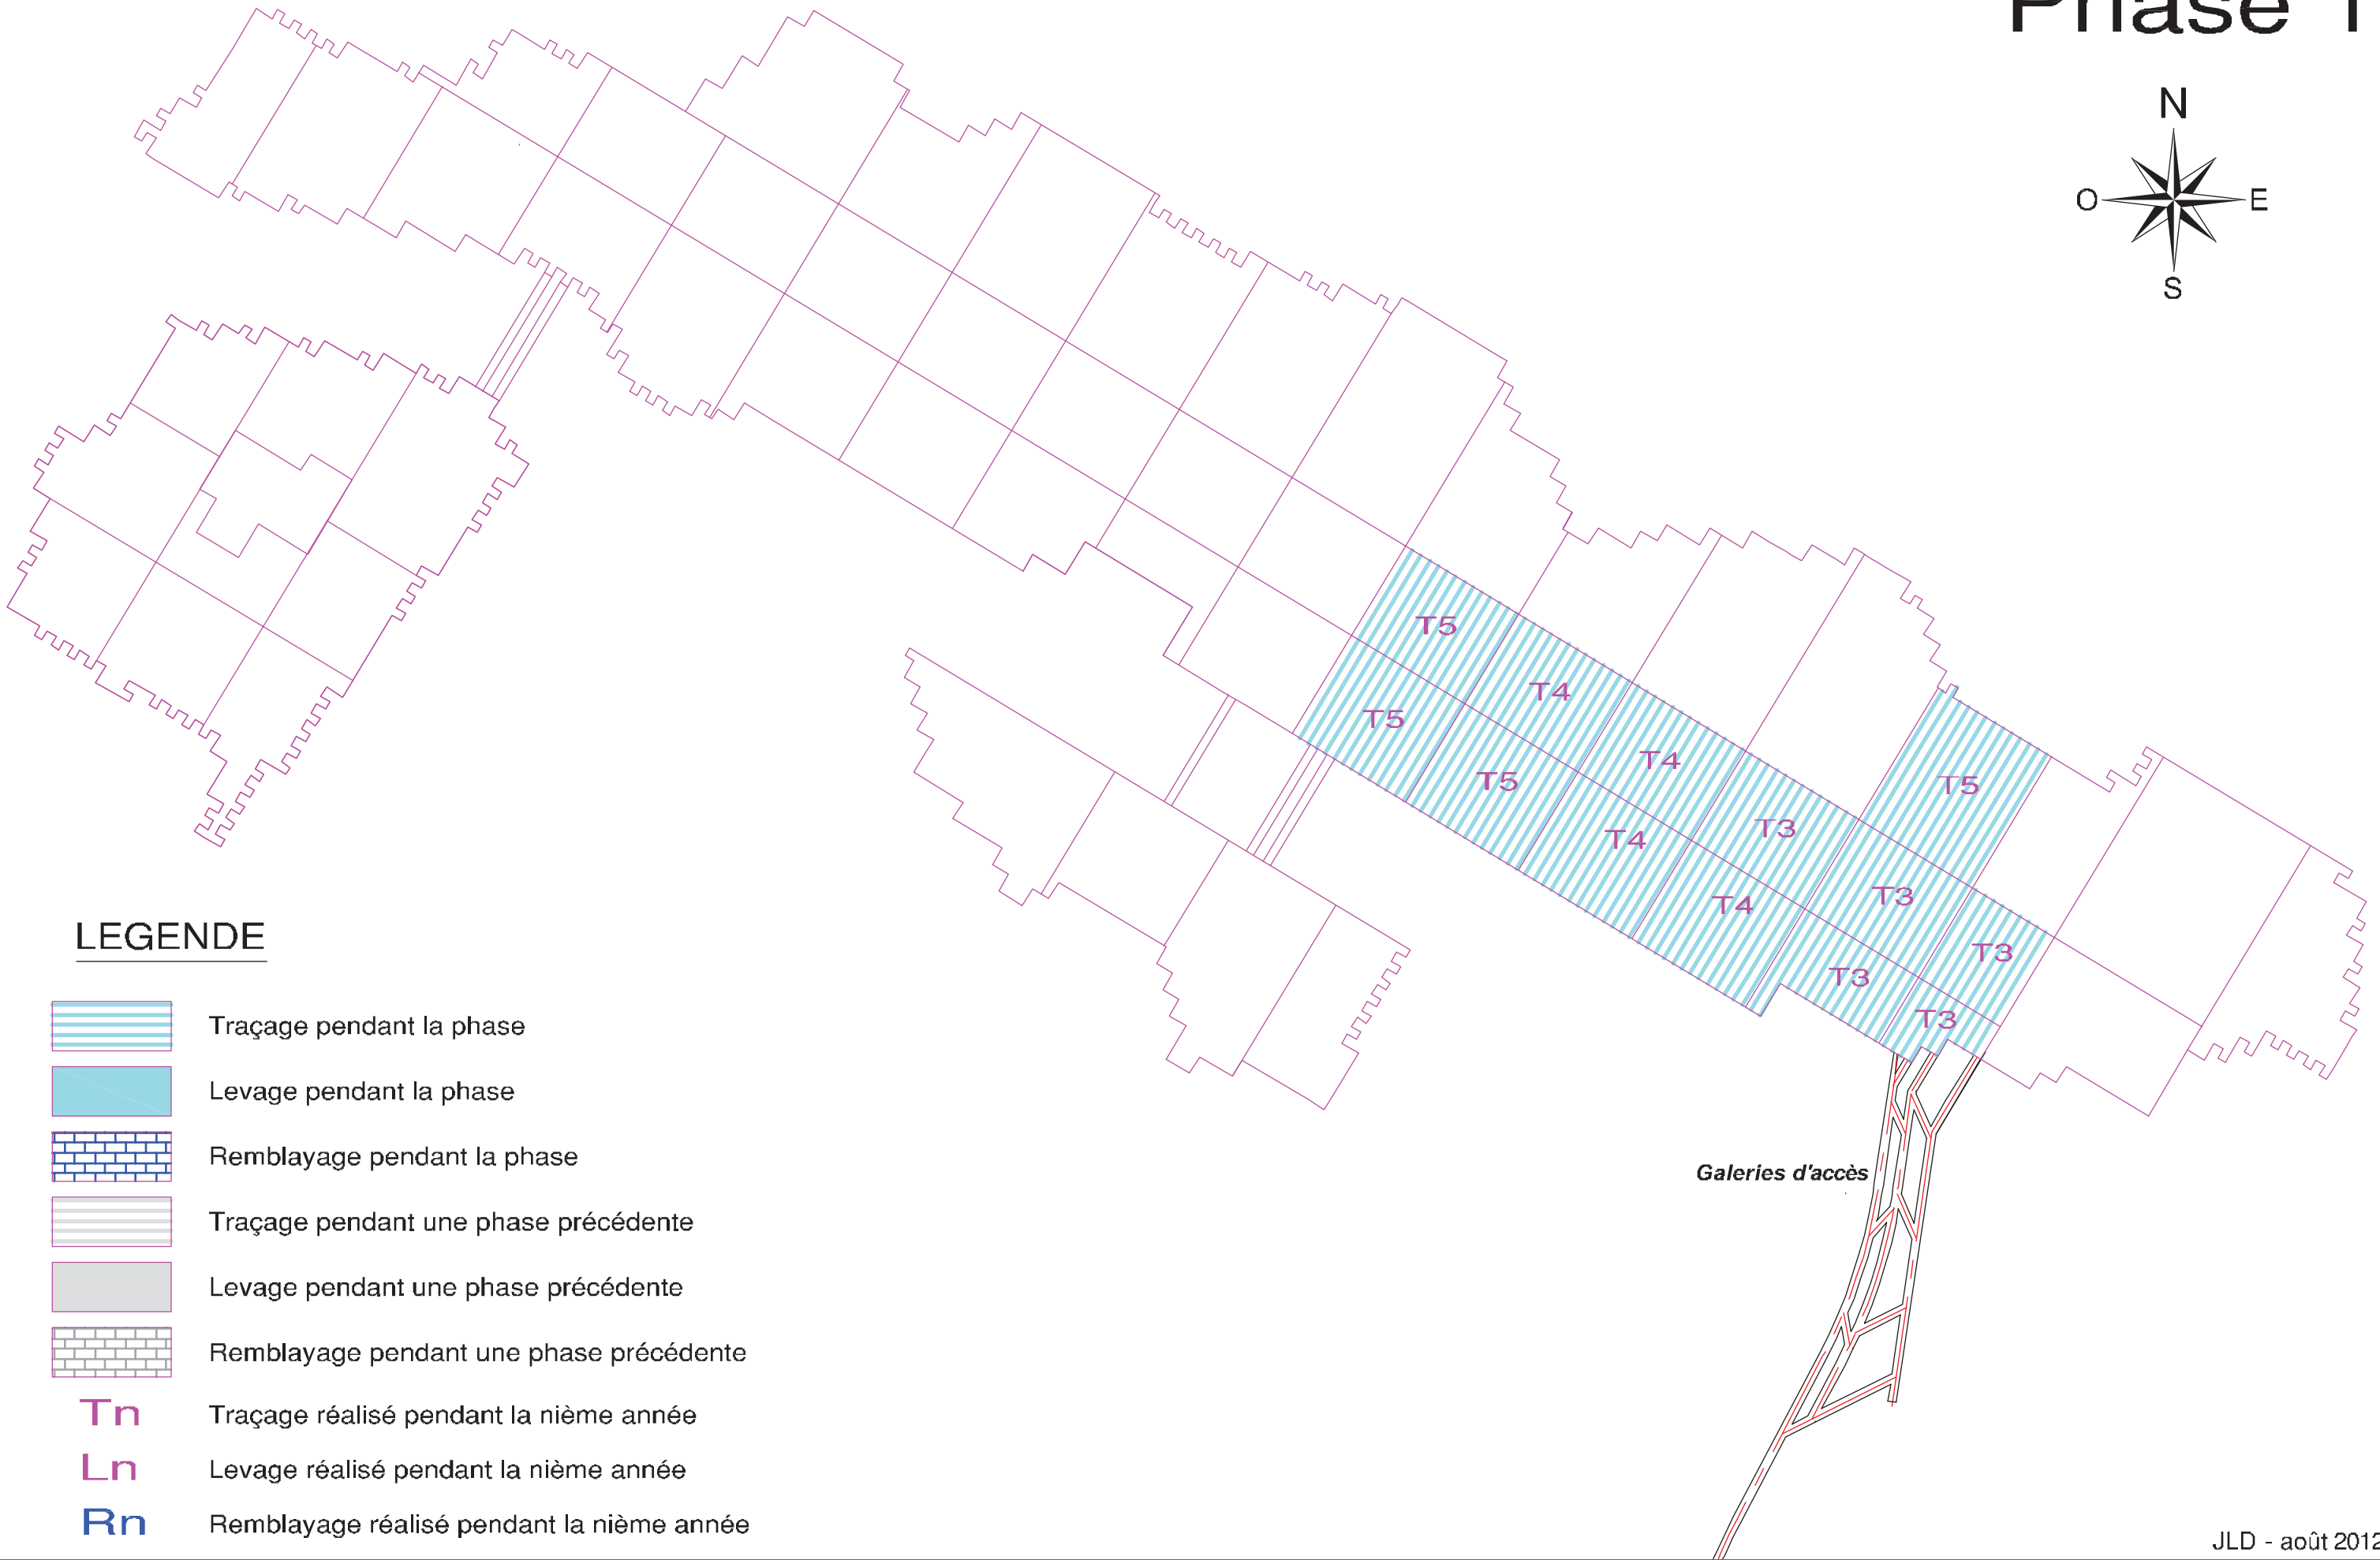 Phase 1
N
O
E
S
T5
T4
T5
T4
T5
T5
T3
T4
T3
T4
T3
T3
T3
LEGENDE
Traçage pendant la phase
Levage pendant la phase
Remblayage pendant la phase
Galeries d'accès
Traçage pendant une phase précédente
Levage pendant une phase précédente
Remblayage pendant une phase précédente
Tn Traçage réalisé pendant la nième année
Ln Levage réalisé pendant la nième année
Rn Remblayage réalisé pendant la nième année
JLD - août 2012